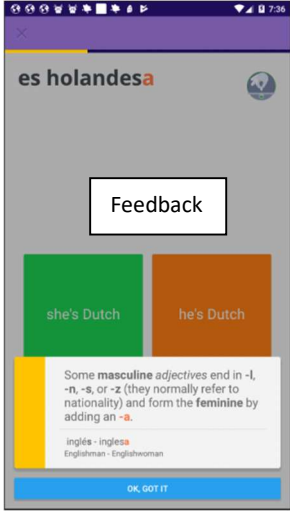 7:36
es holandesa
Feedback
she's Dutch
he's Dutch
Some masculine adjectives end in -l,
-n, -s, or -z (they normally refer to
nationality) and form the feminine by
adding an -a.
inglés - inglesa
Englishman - Englishwoman
OK, GOT IT